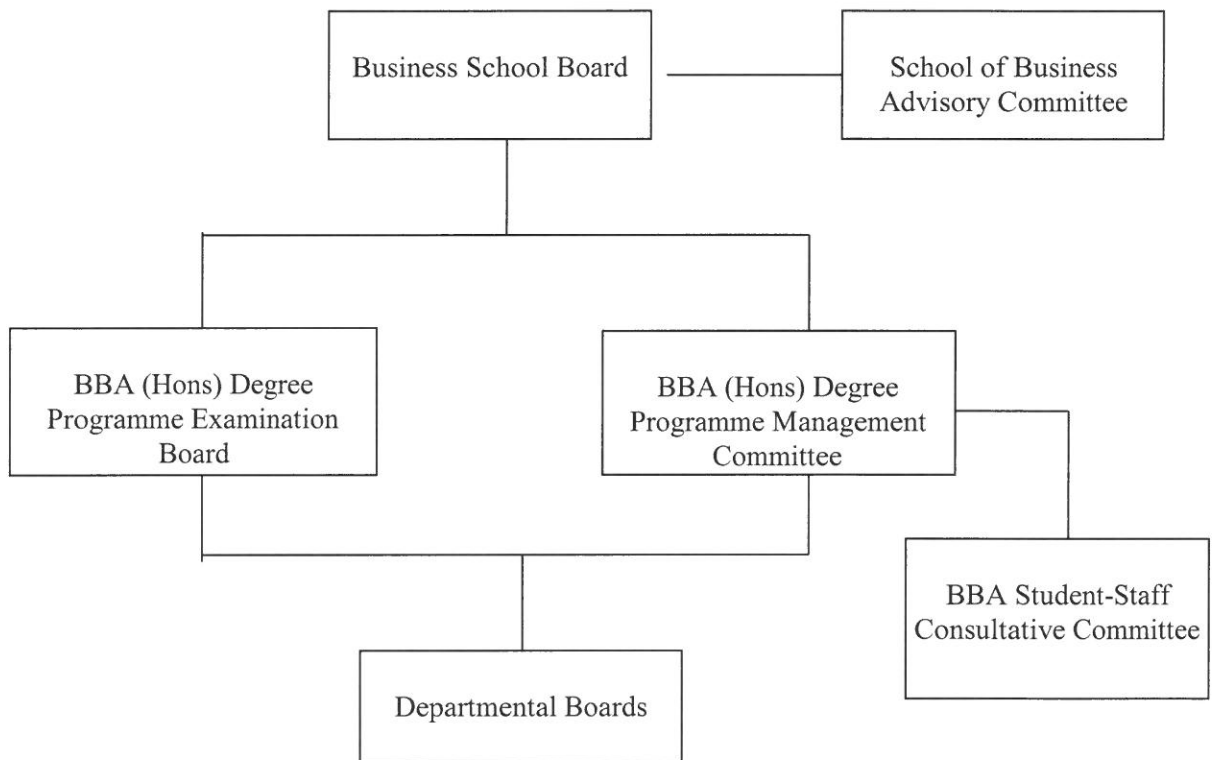 Business School Board
School of Business
Advisory Committee
BBA (Hons) Degree
Programme Examination
Board
BBA (Hons) Degree
Programme Management
Committee
BBA Student-Staff
Consultative Committee
Departmental Boards